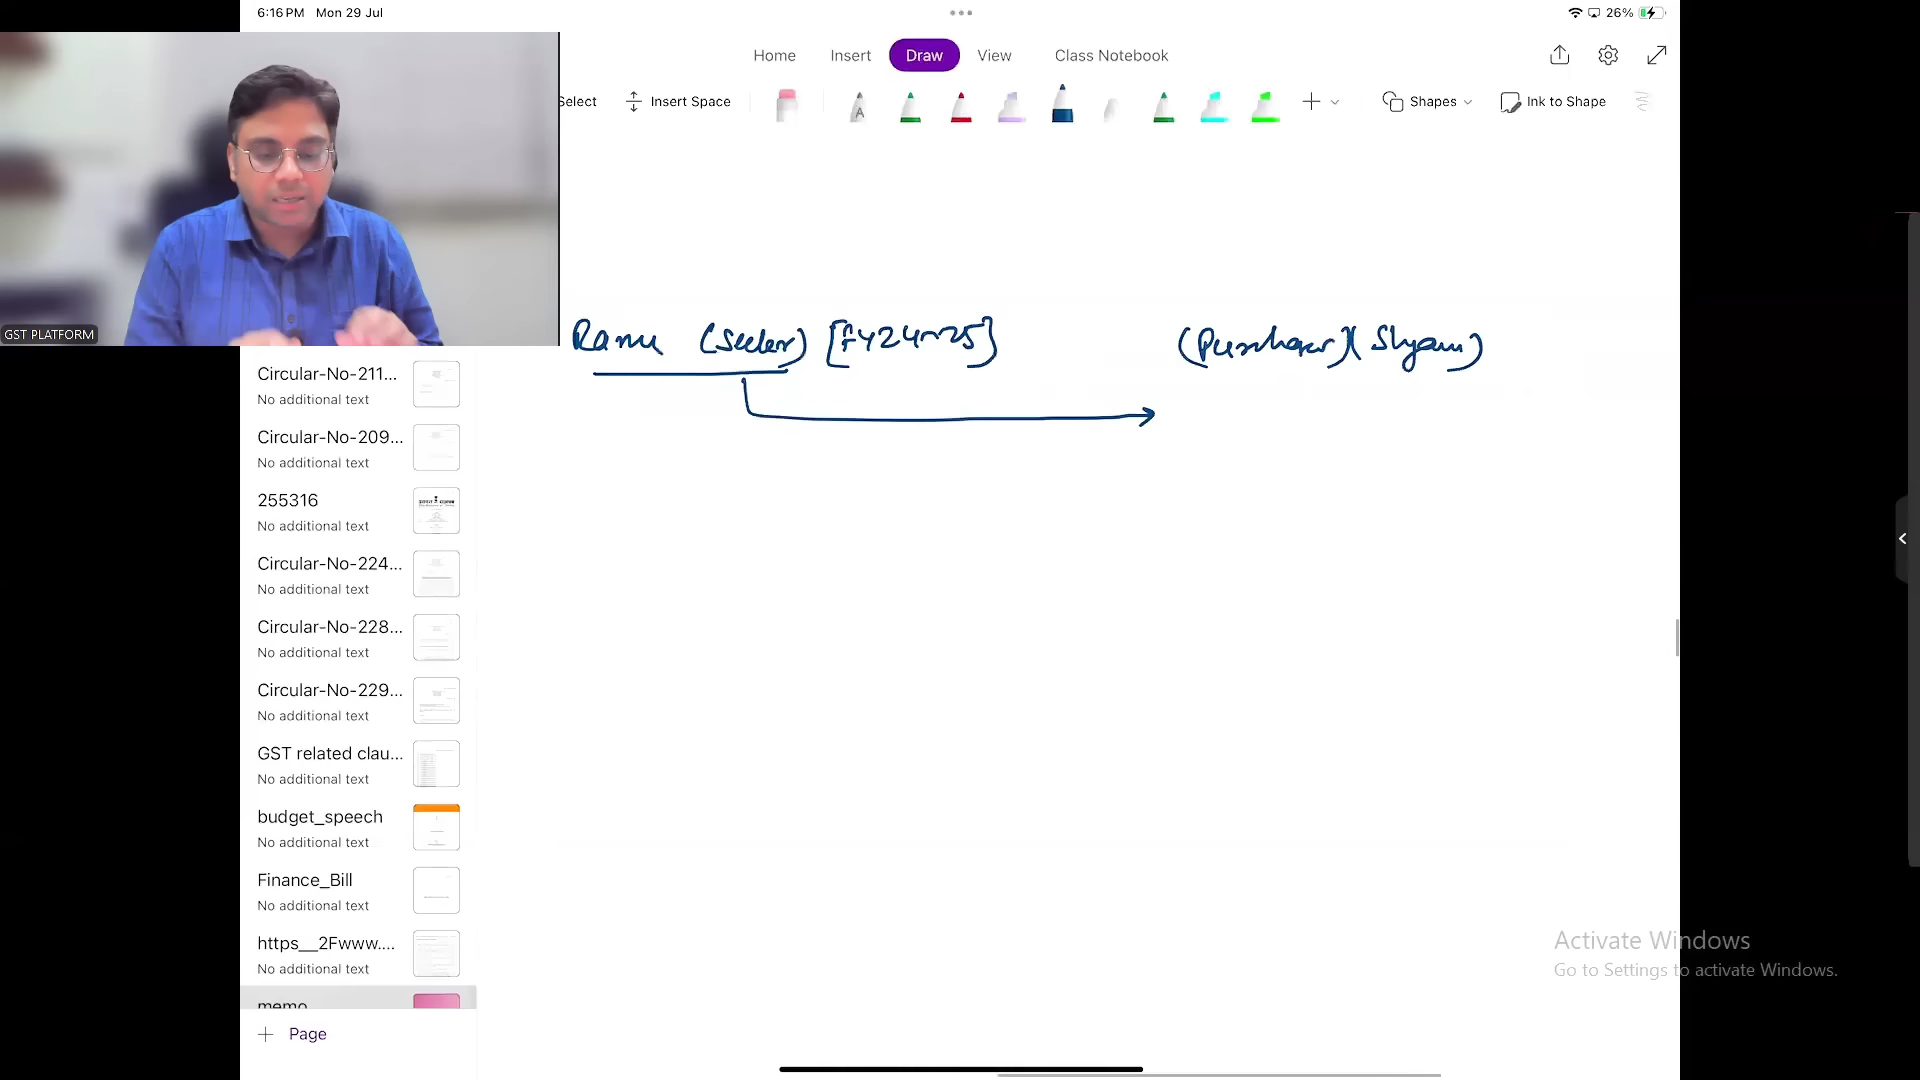 6:16 PM Mon 29 Jul
26%
Home Insert Draw View Class Notebook
Select Insert Space A Shapes Ink to Shape
GST PLATFORM
Ramu (Seller) [FY24-25] (Purchaser)(Shyam)
Circular-No-211...
No additional text
Circular-No-209...
No additional text
255316
No additional text
Circular-No-224...
No additional text
Circular-No-228...
No additional text
Circular-No-229...
No additional text
GST related clau...
No additional text
budget_speech
No additional text
Finance_Bill
No additional text
https__2Fwww....
No additional text
memo
Page
Activate Windows
Go to Settings to activate Windows.